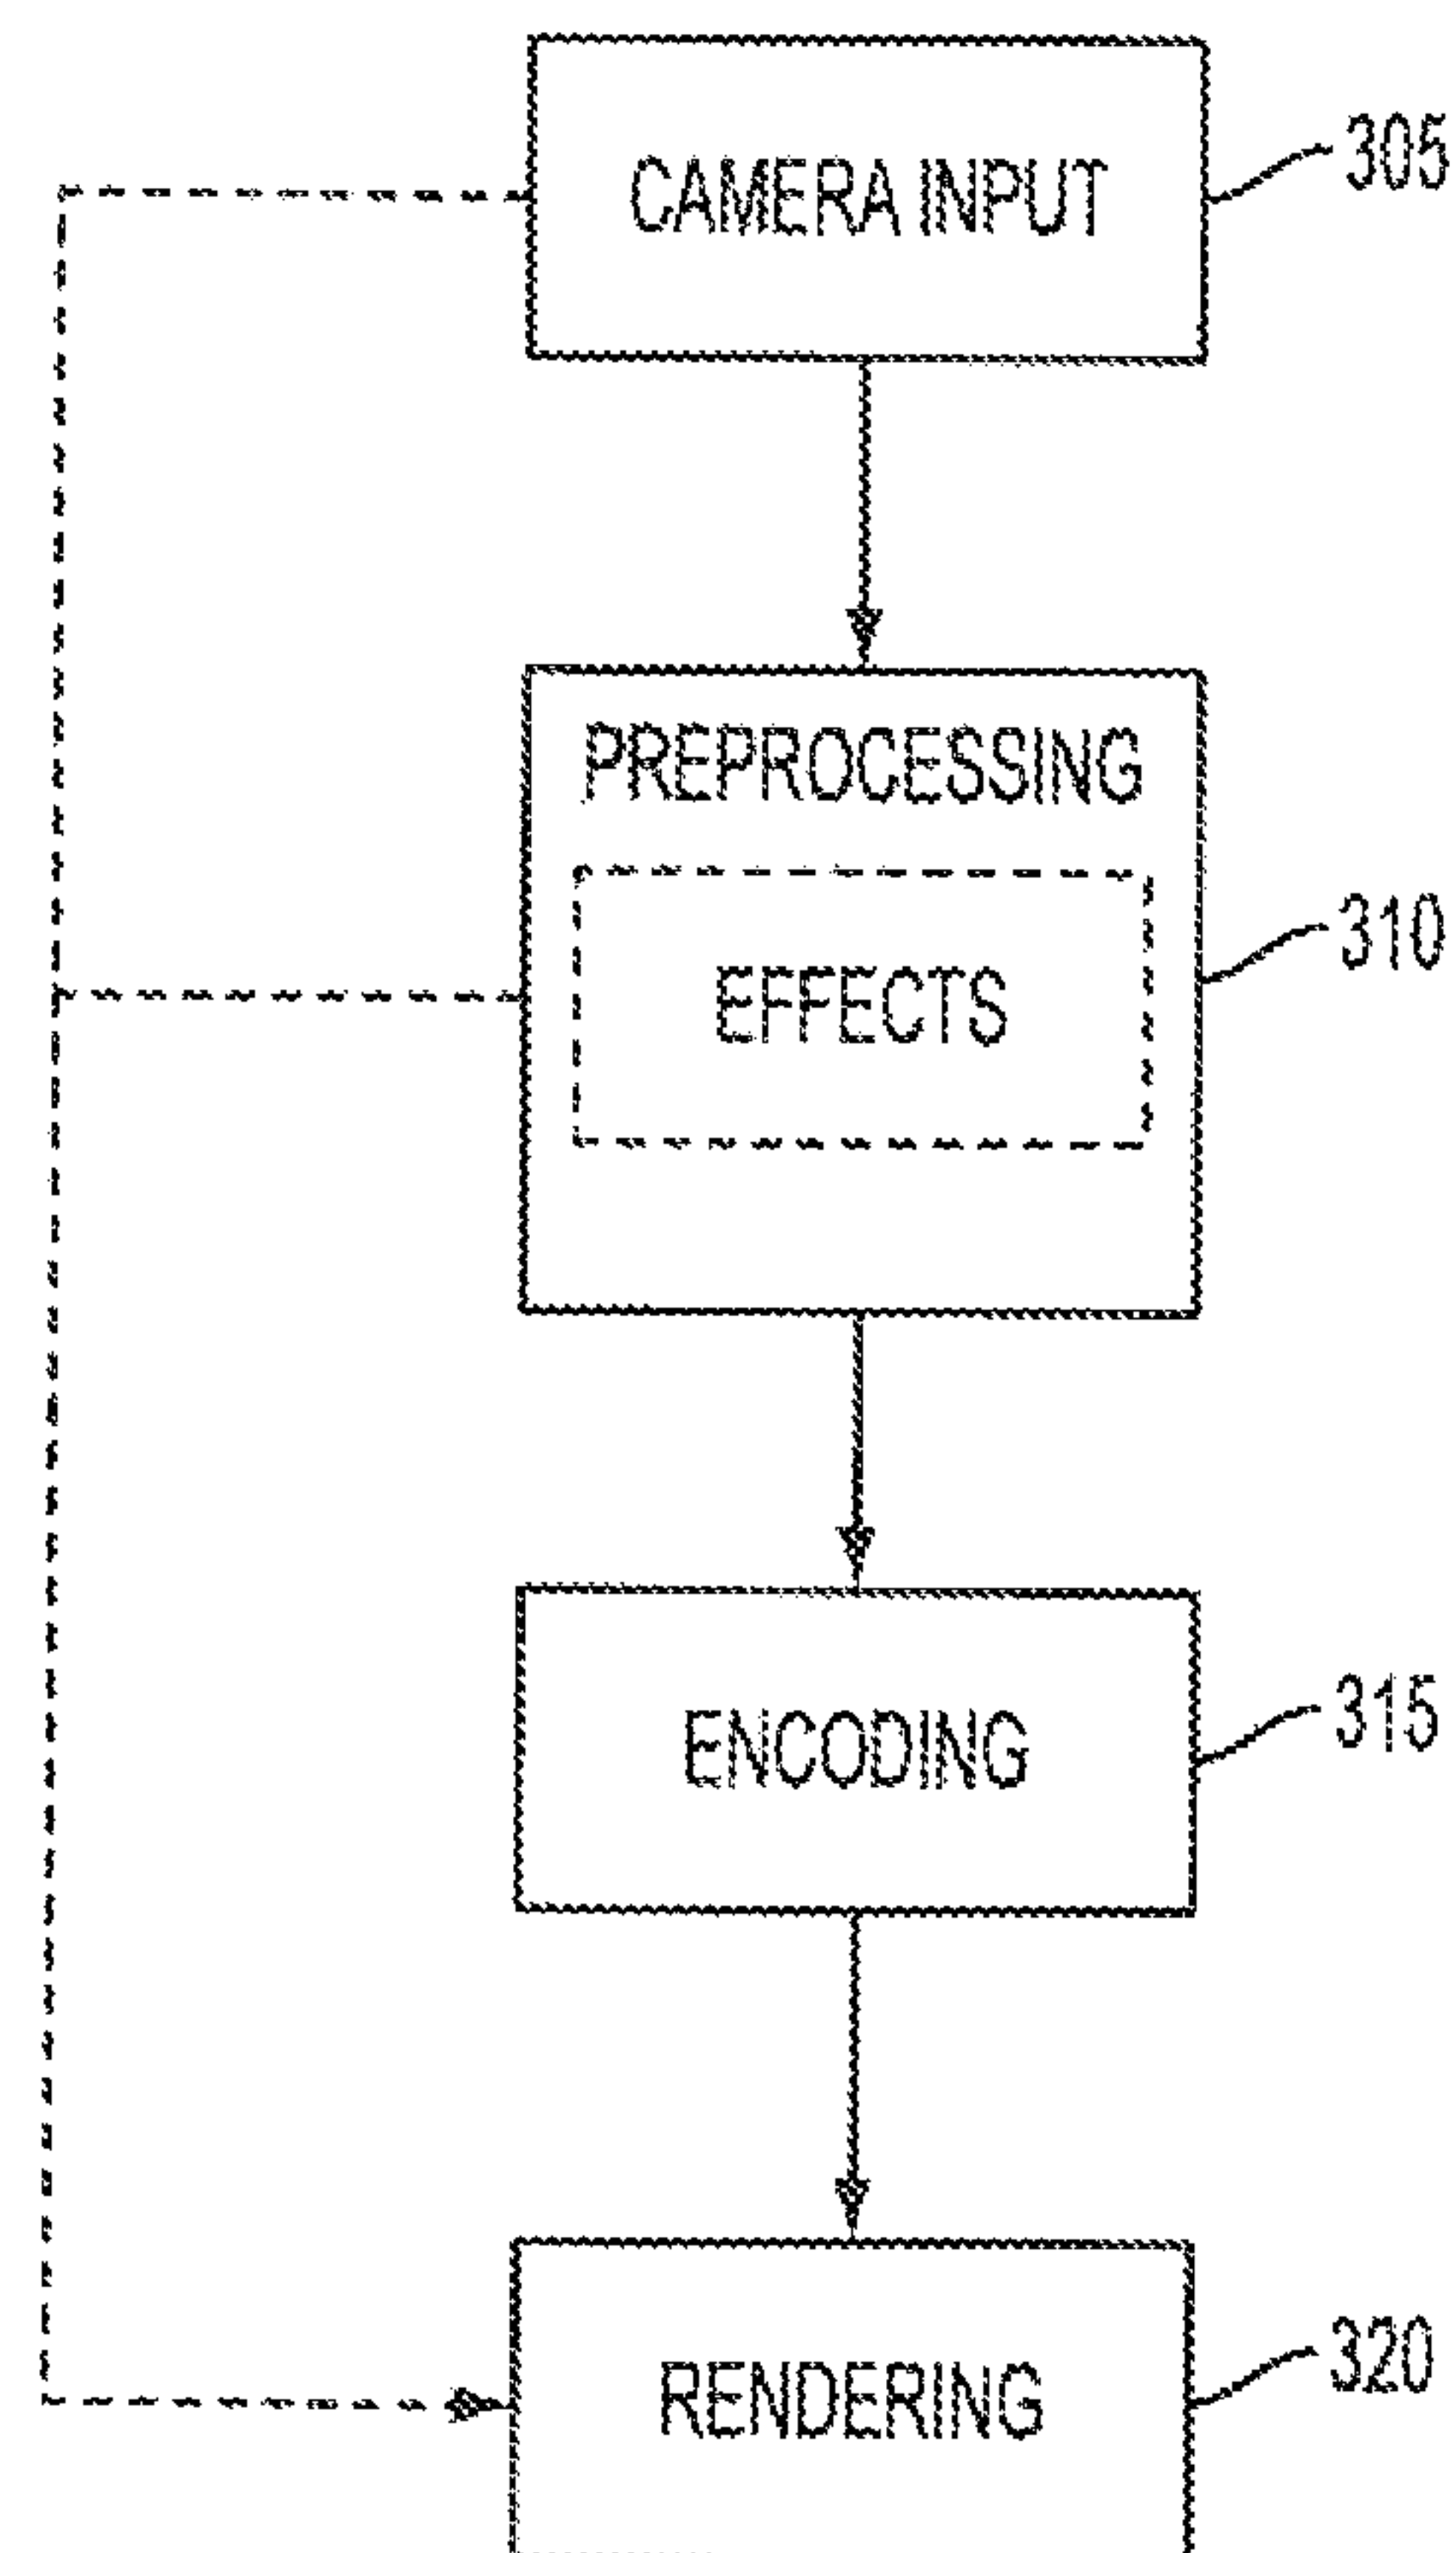 CAMERA INPUT
305
PREPROCESSING
EFFECTS
310
ENCODING
315
RENDERING
320